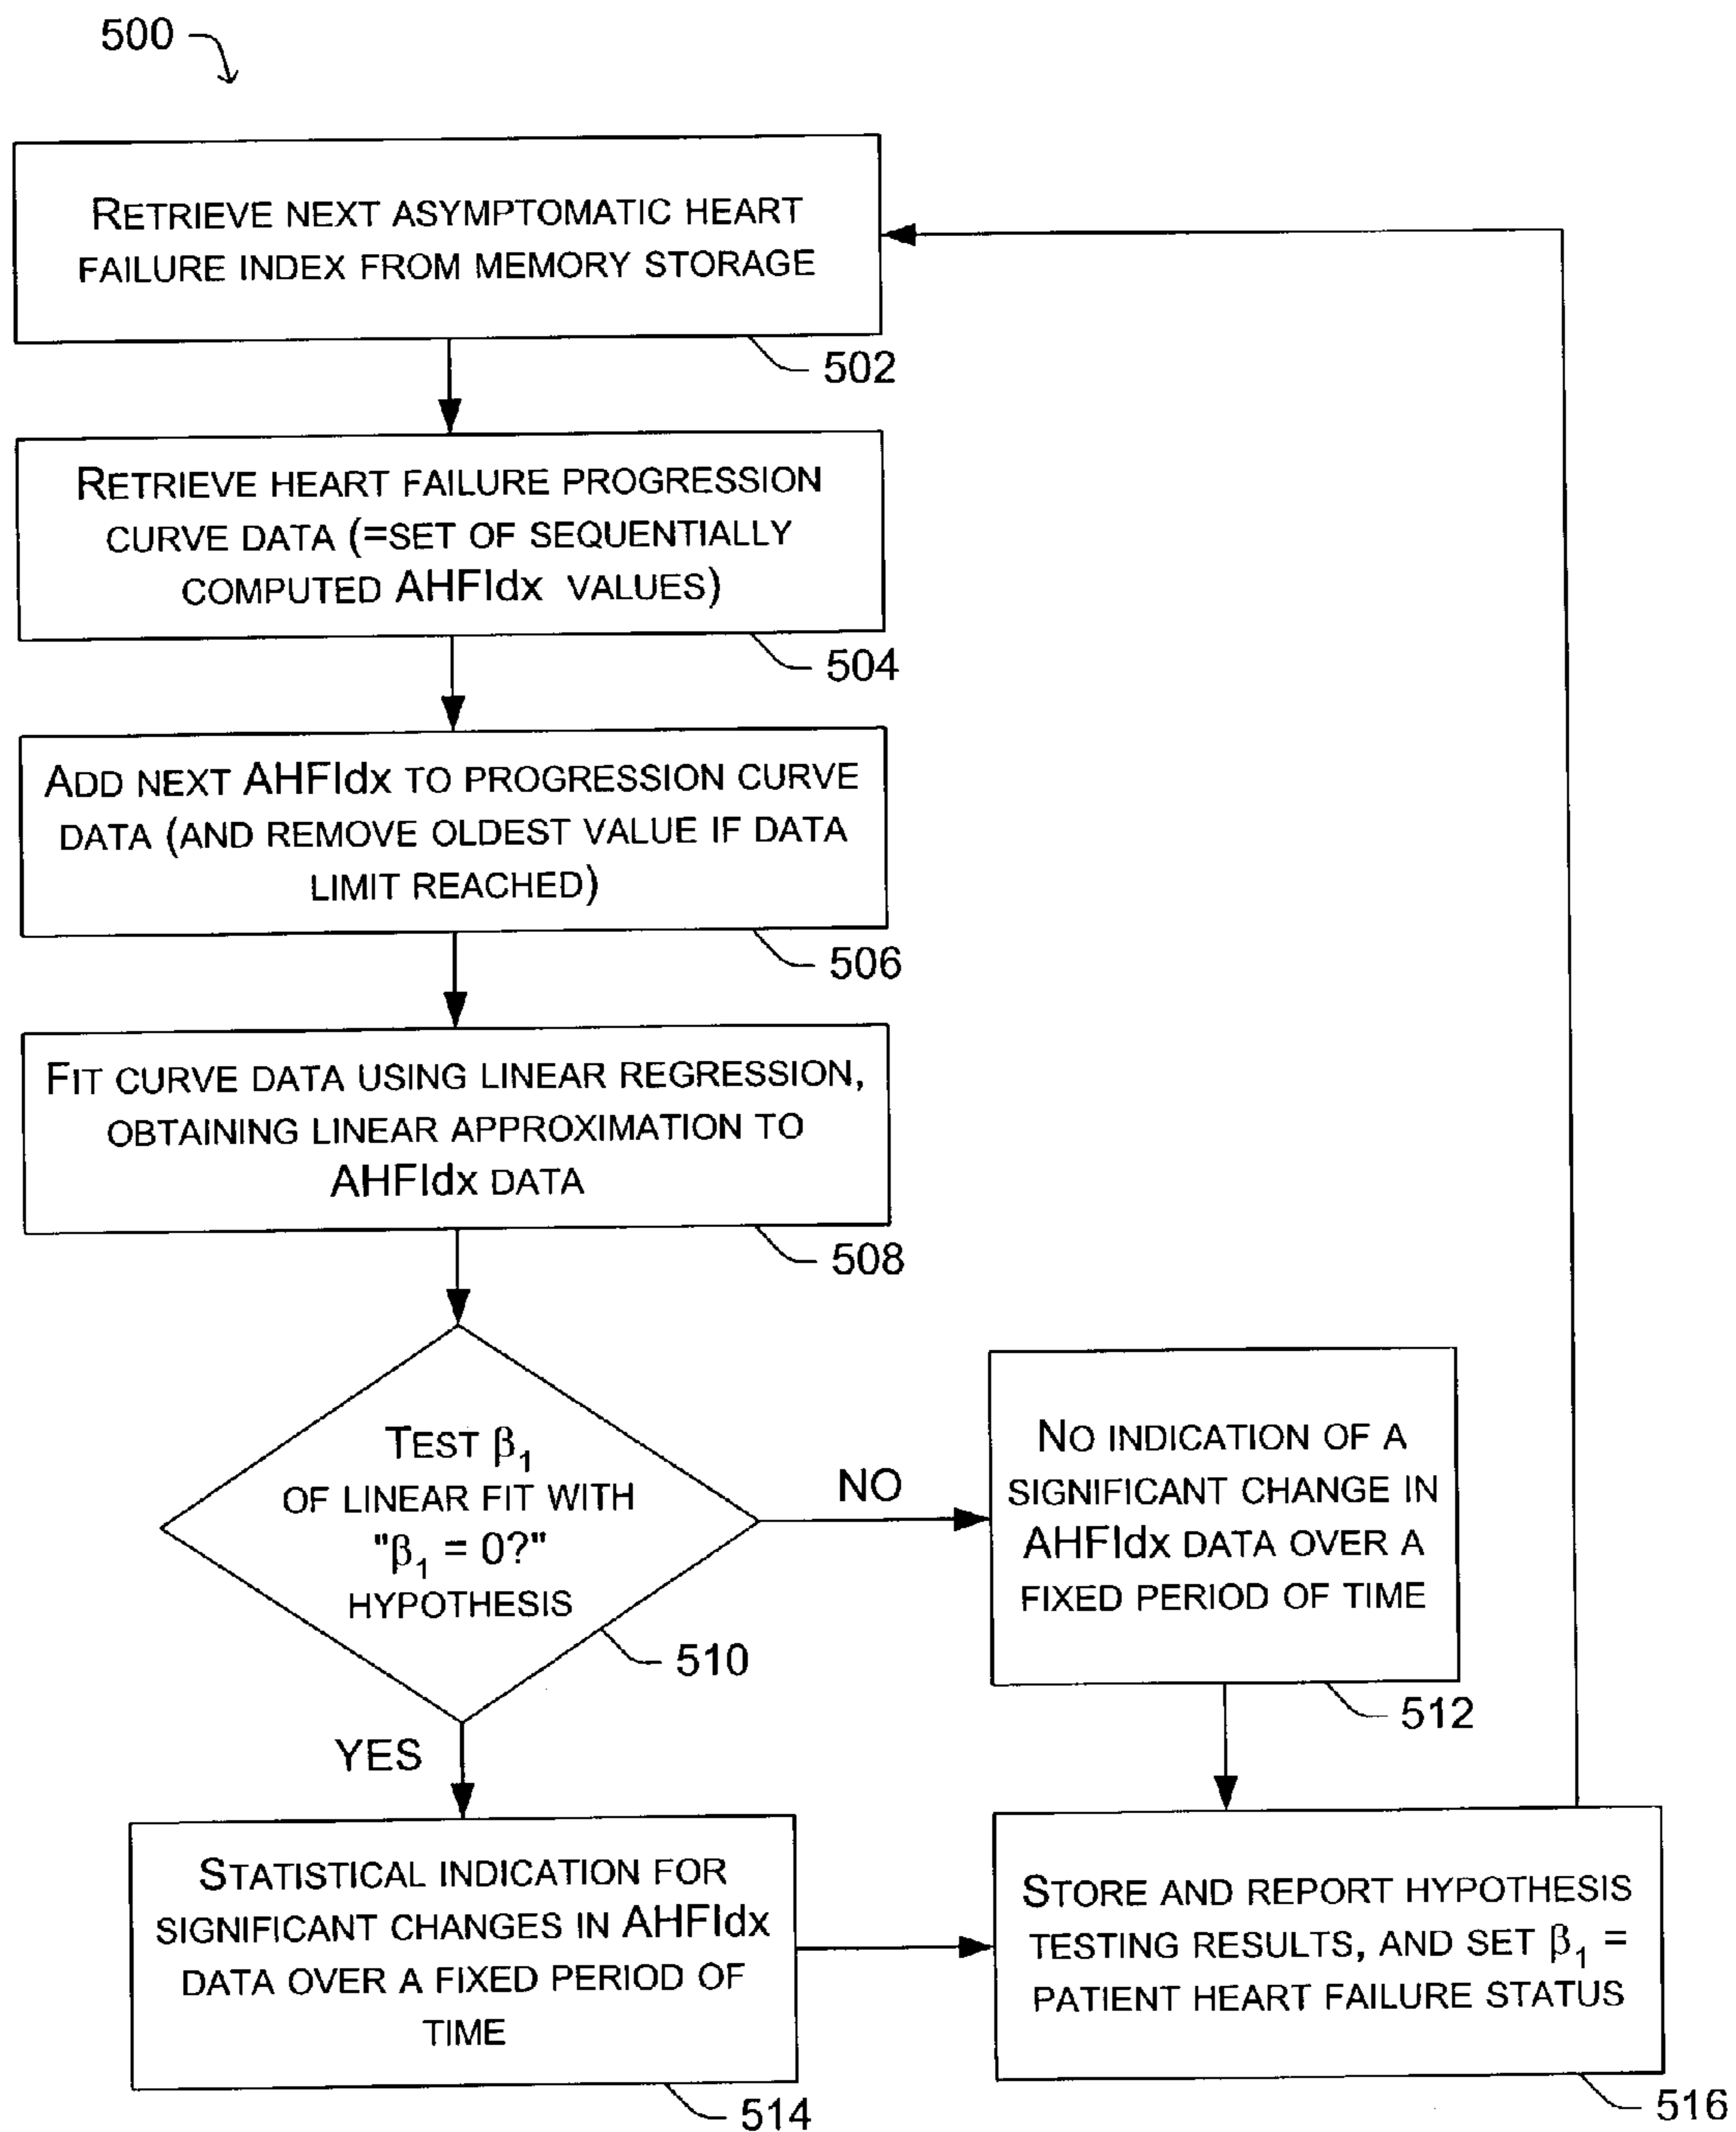 500
RETRIEVE NEXT ASYMPTOMATIC HEART
FAILURE INDEX FROM MEMORY STORAGE
502
RETRIEVE HEART FAILURE PROGRESSION
CURVE DATA (=SET OF SEQUENTIALLY
COMPUTED AHFIdx VALUES)
504
ADD NEXT AHFIdx TO PROGRESSION CURVE
DATA (AND REMOVE OLDEST VALUE IF DATA
LIMIT REACHED)
506
FIT CURVE DATA USING LINEAR REGRESSION,
OBTAINING LINEAR APPROXIMATION TO
AHFIdx DATA
508
TEST β₁
OF LINEAR FIT WITH
"β₁ = 0?"
HYPOTHESIS
510
NO
NO INDICATION OF A
SIGNIFICANT CHANGE IN
AHFIdx DATA OVER A
FIXED PERIOD OF TIME
512
YES
STATISTICAL INDICATION FOR
SIGNIFICANT CHANGES IN AHFIdx
DATA OVER A FIXED PERIOD OF
TIME
514
STORE AND REPORT HYPOTHESIS
TESTING RESULTS, AND SET β₁ =
PATIENT HEART FAILURE STATUS
516